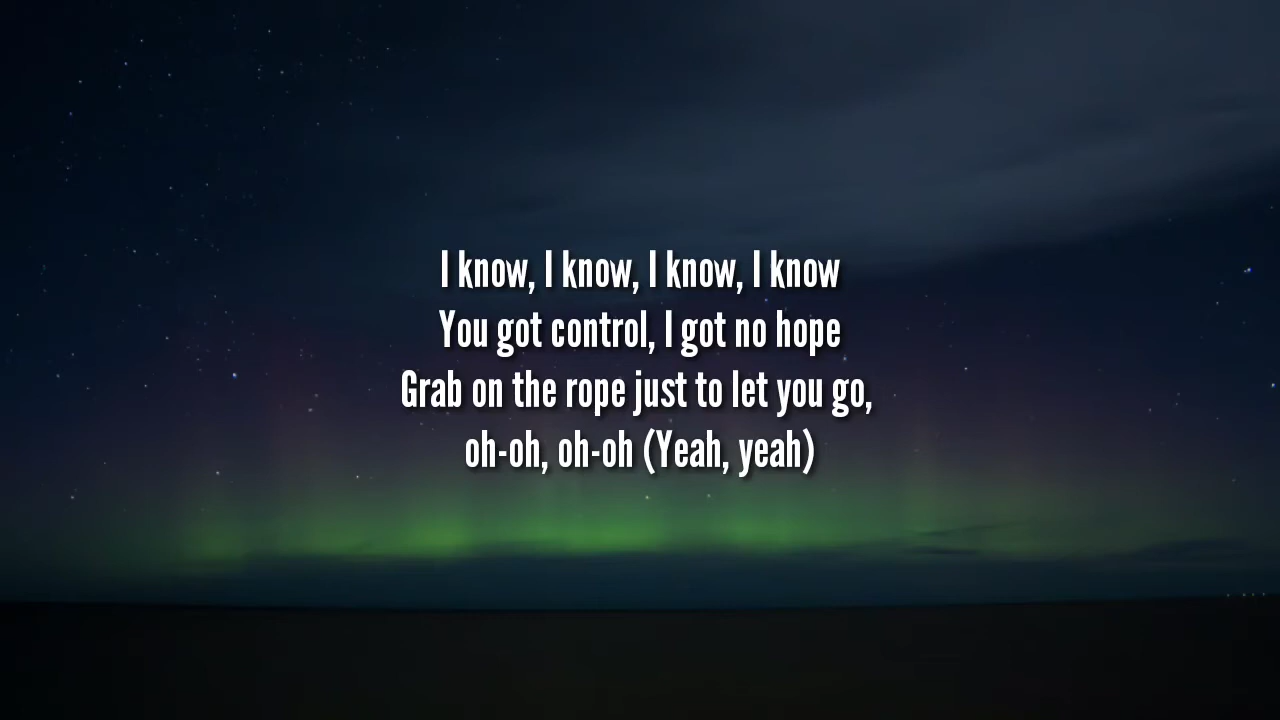 I know, I know, I know, I know
You got control, I got no hope
Grab on the rope just to let you go,
oh-oh, oh-oh (Yeah, yeah)